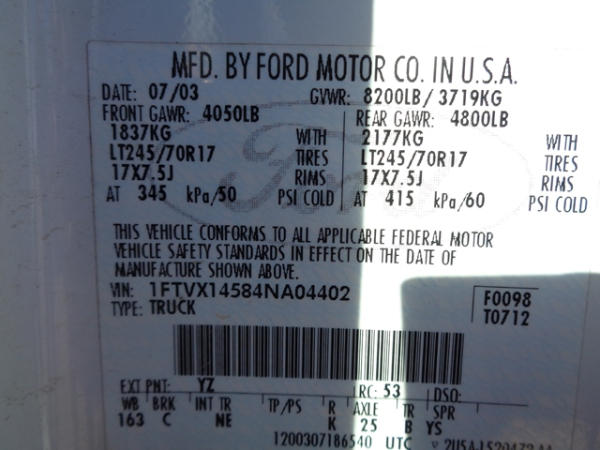 MFD. BY FORD MOTOR CO. IN U.S.A.
DATE: 07/03 GVWR: 8200LB/ 3719KG
FRONT GAWR: 4050LB REAR GAWR: 4800LB
1837KG WITH 2177KG WITH
LT245/70R17 TIRES LT245/70R17 TIRES
17X7.5J RIMS 17X7.5J RIMS
AT 345 kPa/50 PSI COLD AT 415 kPa/60 PSI COLD
Ford
THIS VEHICLE CONFORMS TO ALL APPLICABLE FEDERAL MOTOR
VEHICLE SAFETY STANDARDS IN EFFECT ON THE DATE OF
MANUFACTURE SHOWN ABOVE.
VIN: 1FTVX14584NA04402 F0098
TYPE: TRUCK T0712
EXT PNT: YZ RC: 53 DSO:
WB BRK INT TR TP/PS R AXLE TR SPR
163 C NE K 25 B YS
1200307186540 UTC